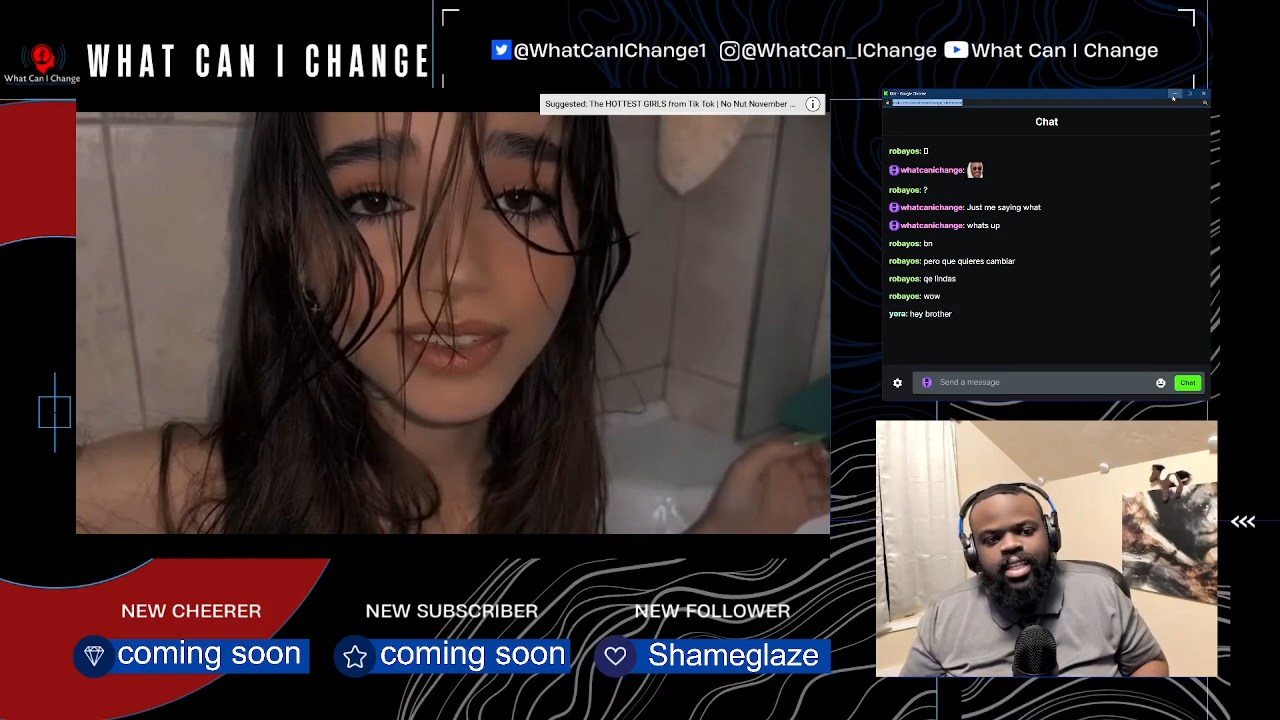 What Can I Change
WHAT CAN I CHANGE
@WhatCanIChange1 @WhatCan_IChange What Can I Change
Suggested: The HOTTEST GIRLS from Tik Tok | No Nut November ...
Chat
robayos:
whatcanichange:
robayos: ?
whatcanichange: Just me saying what
whatcanichange: whats up
robayos: bn
robayos: pero que quieres cambiar
robayos: qe lindas
robayos: wow
yora: hey brother
Send a message
Chat
NEW CHEERER
coming soon
NEW SUBSCRIBER
coming soon
NEW FOLLOWER
Shameglaze